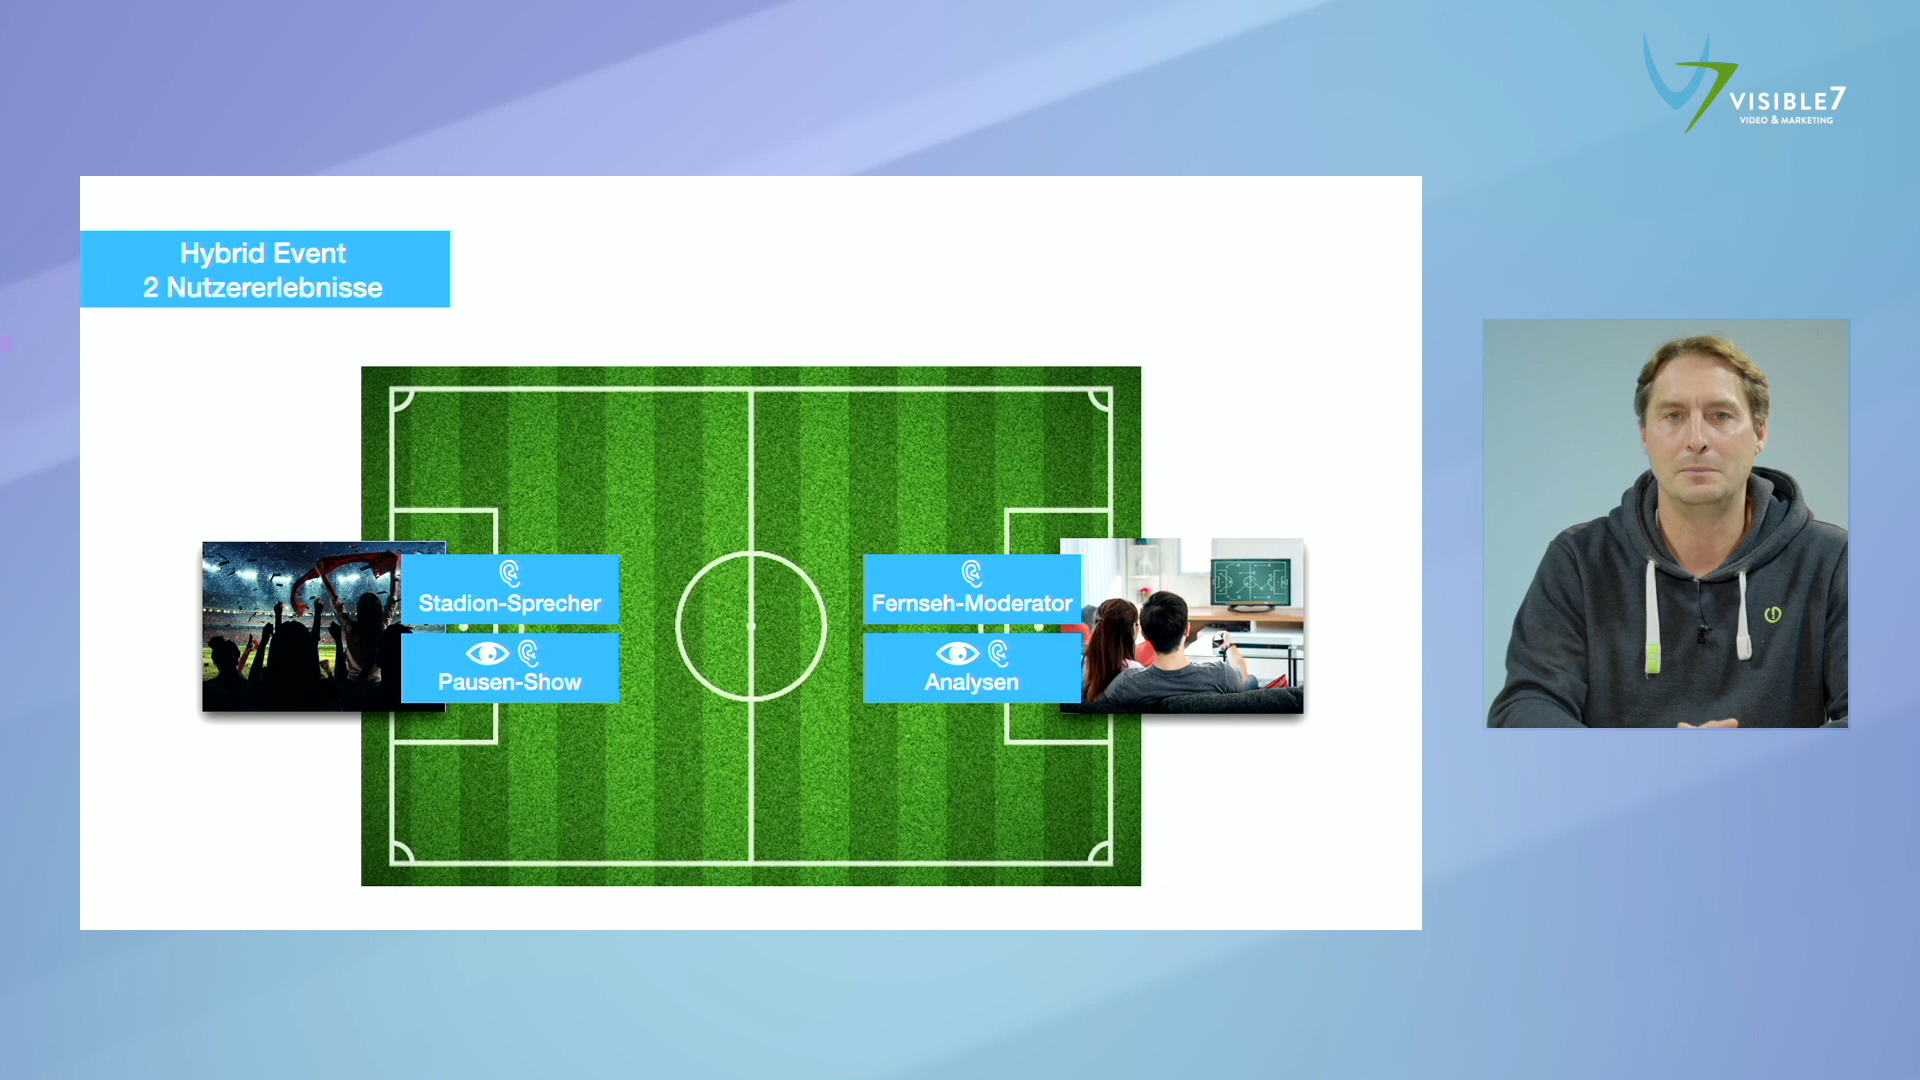 VISIBLE7
VIDEO & MARKETING
Hybrid Event
2 Nutzererlebnisse
Stadion-Sprecher
Fernseh-Moderator
Pausen-Show
Analysen